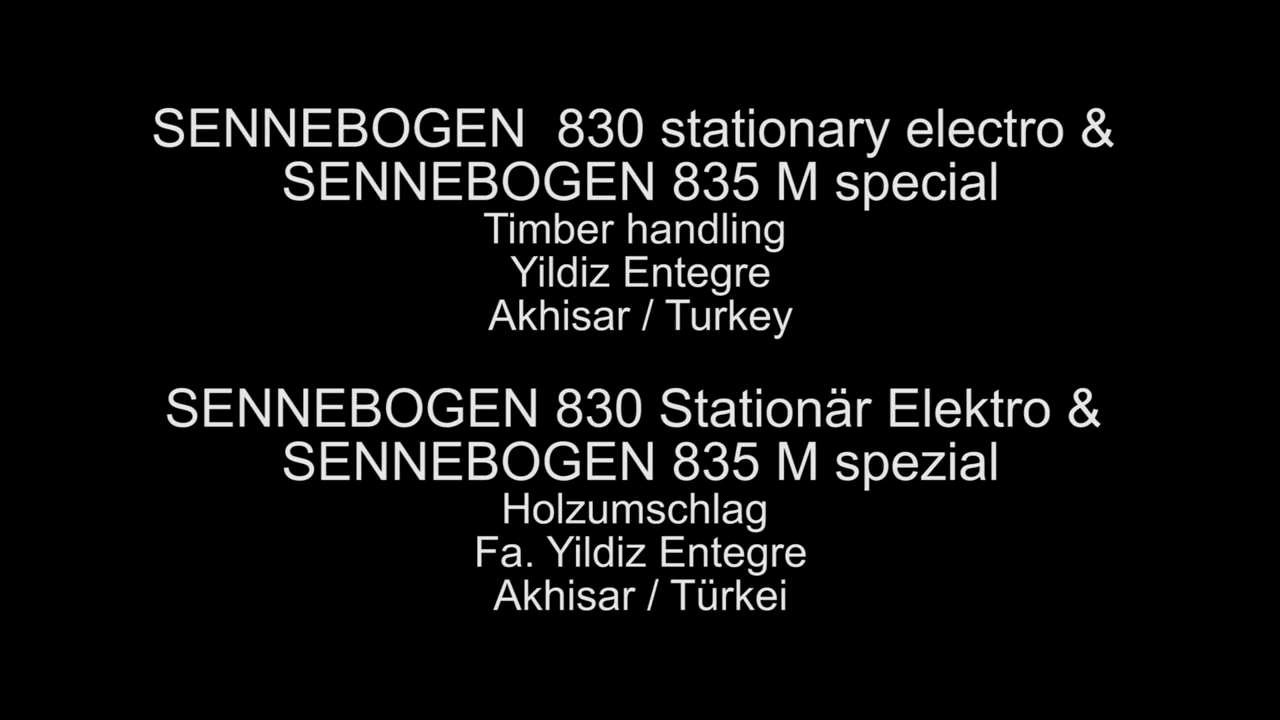 SENNEBOGEN  830 stationary electro &
SENNEBOGEN 835 M special
Timber handling
Yildiz Entegre
Akhisar / Turkey
SENNEBOGEN 830 Stationär Elektro &
SENNEBOGEN 835 M spezial
Holzumschlag
Fa. Yildiz Entegre
Akhisar / Türkei